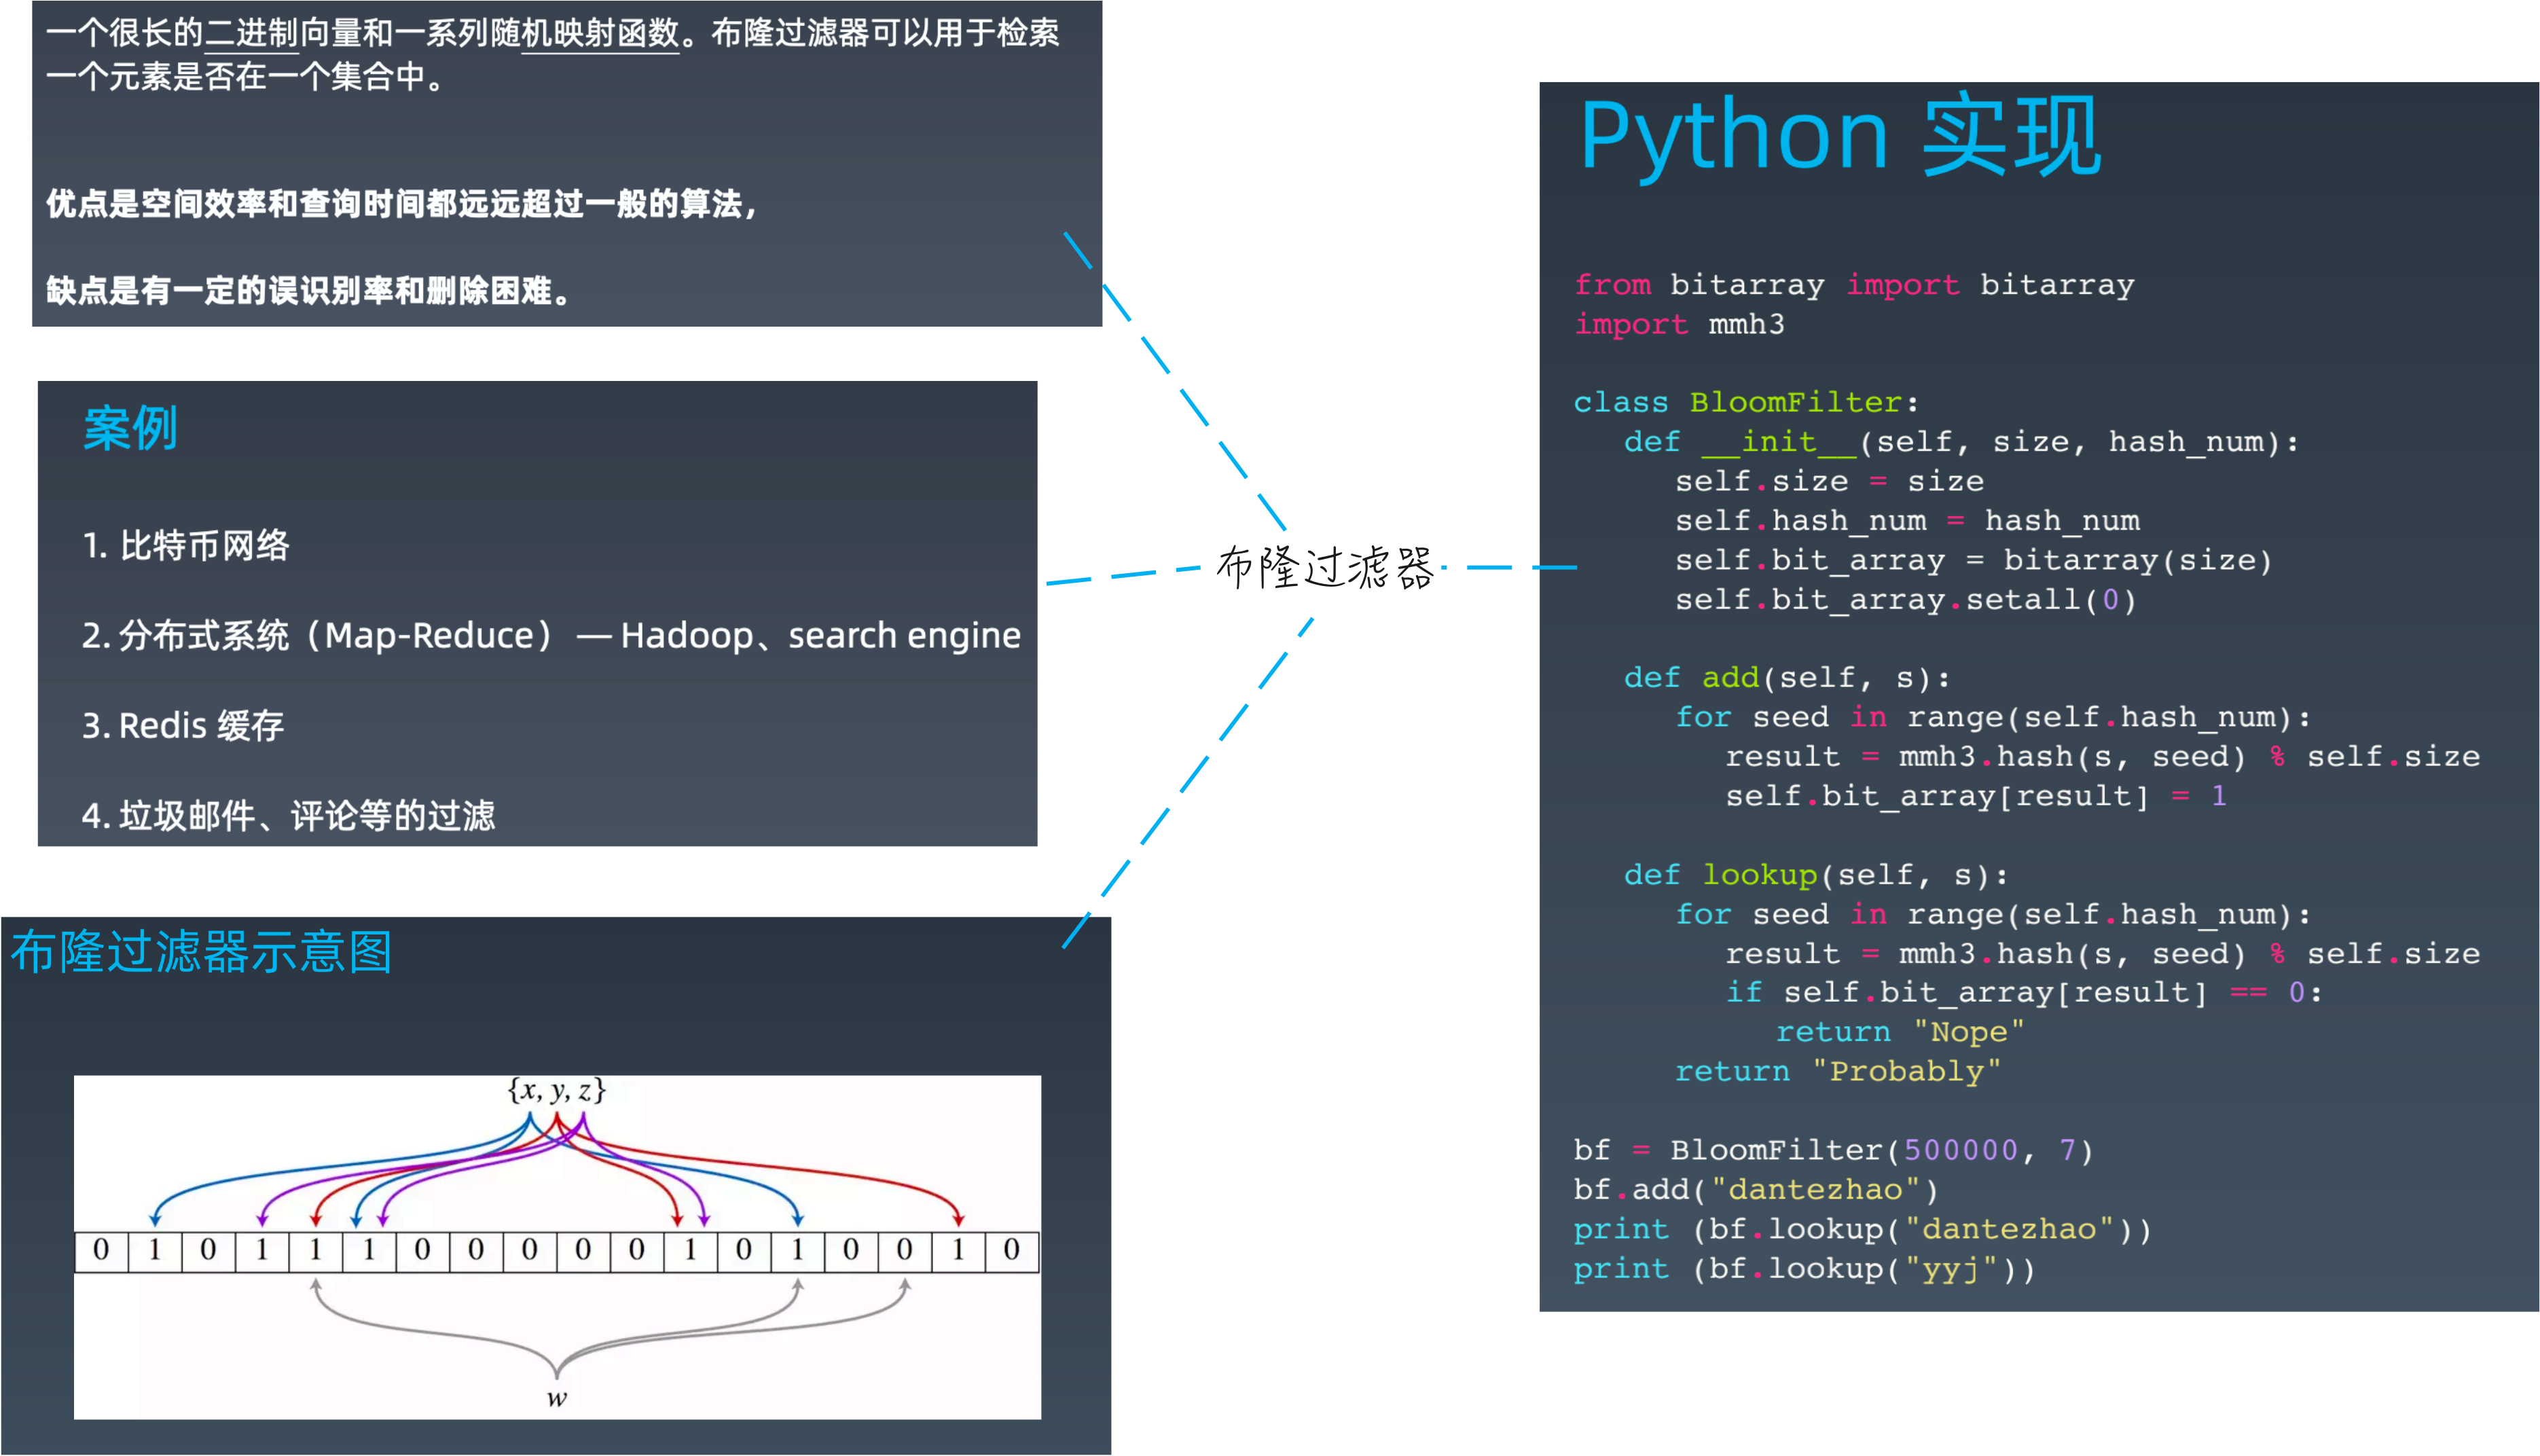 一个很长的二进制向量和一系列随机映射函数。布隆过滤器可以用于检索
一个元素是否在一个集合中。
优点是空间效率和查询时间都远远超过一般的算法，
缺点是有一定的误识别率和删除困难。
案例
1. 比特币网络
2. 分布式系统（Map-Reduce） — Hadoop、search engine
3. Redis 缓存
4. 垃圾邮件、评论等的过滤
布隆过滤器示意图
{x, y, z}
0 1 0 1 1 1 0 0 0 0 0 1 0 1 0 0 1 0
w
布隆过滤器
Python 实现
from bitarray import bitarray
import mmh3
class BloomFilter:
def __init__(self, size, hash_num):
self.size = size
self.hash_num = hash_num
self.bit_array = bitarray(size)
self.bit_array.setall(0)
def add(self, s):
for seed in range(self.hash_num):
result = mmh3.hash(s, seed) % self.size
self.bit_array[result] = 1
def lookup(self, s):
for seed in range(self.hash_num):
result = mmh3.hash(s, seed) % self.size
if self.bit_array[result] == 0:
return "Nope"
return "Probably"
bf = BloomFilter(500000, 7)
bf.add("dantezhao")
print (bf.lookup("dantezhao"))
print (bf.lookup("yyj"))